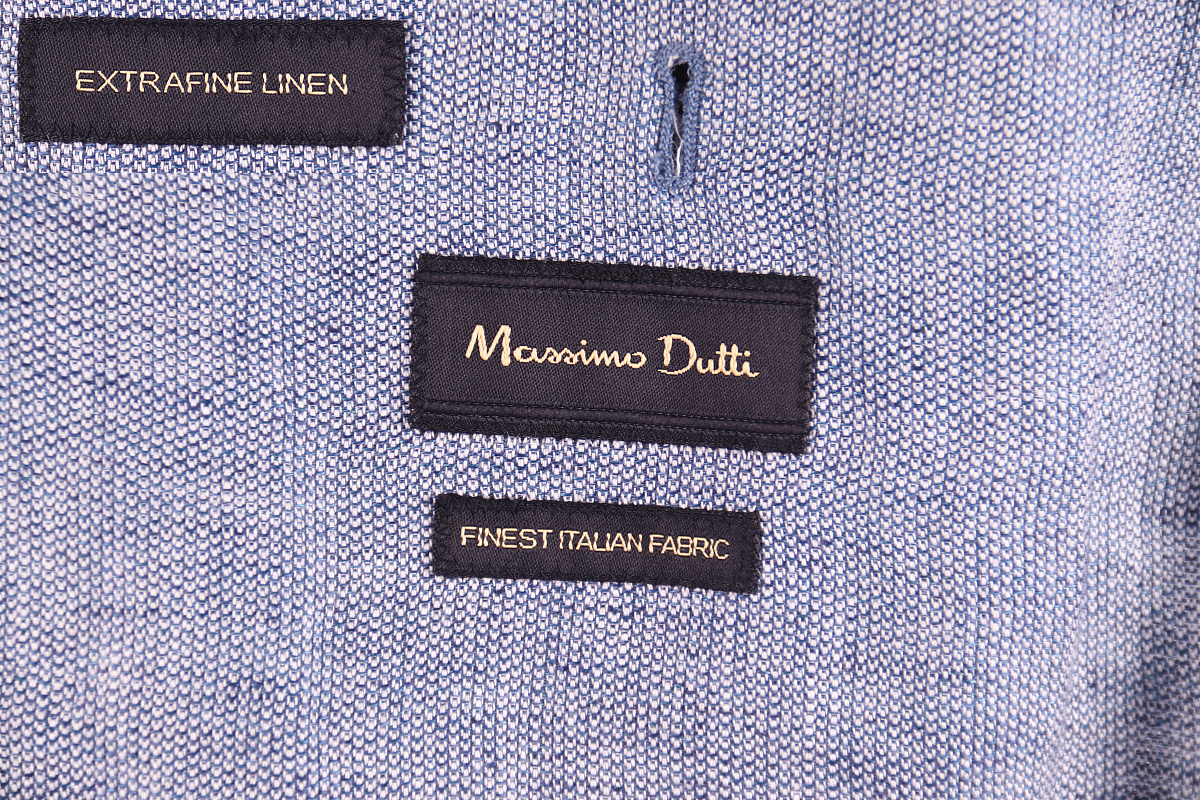 EXTRAFINE LINEN
Massimo Dutti
FINEST ITALIAN FABRIC